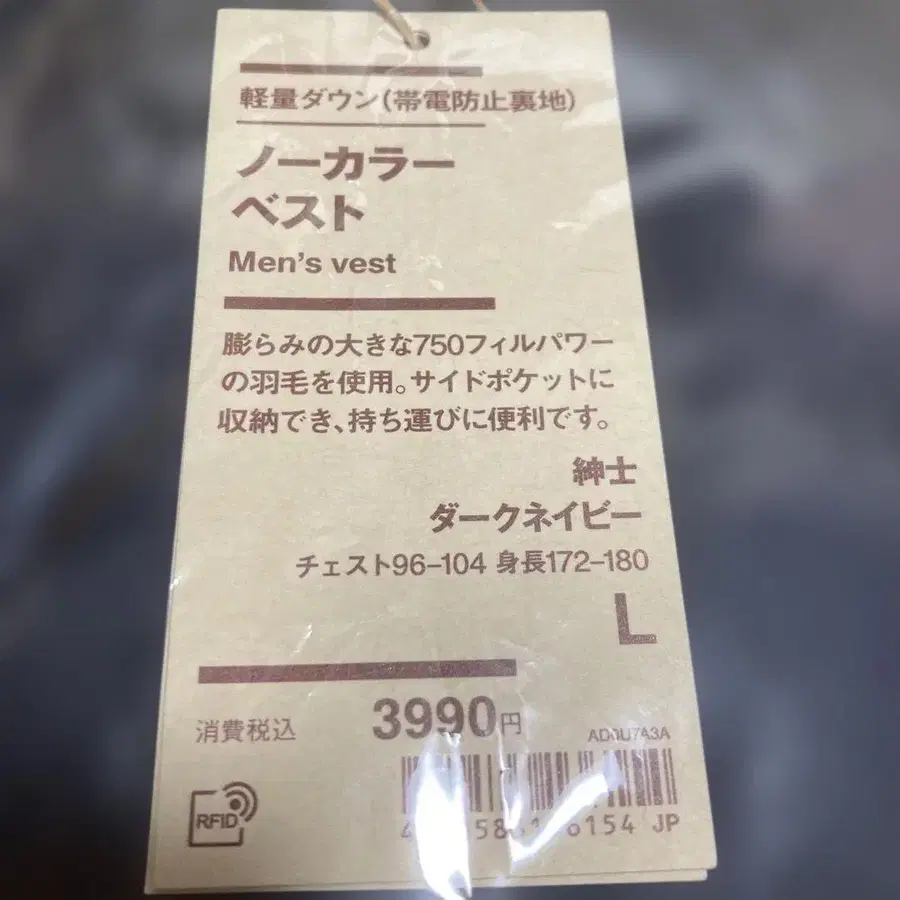 軽量ダウン(帯電防止裏地)
ノーカラー
ベスト
Men's vest
膨らみの大きな750フィルパワー
の羽毛を使用。サイドポケットに
収納でき、持ち運びに便利です。
紳士
ダークネイビー
チェスト96–104 身長172–180
L
消費税込 3990円
RFID
JP